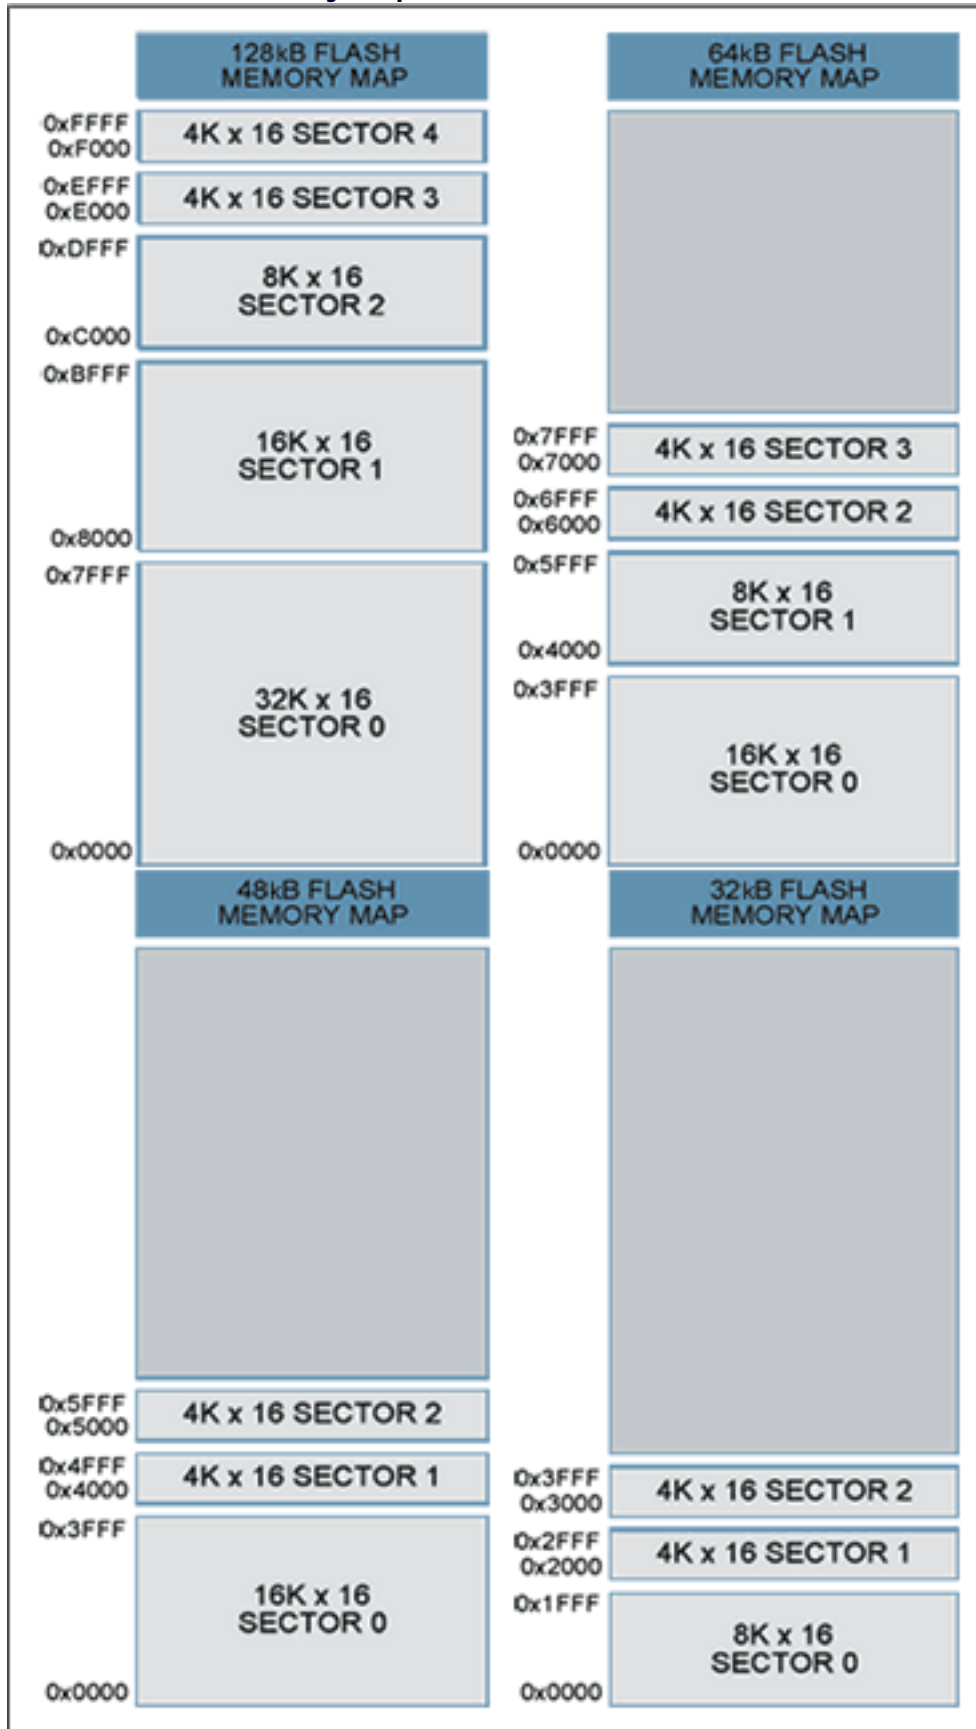 128kB FLASH
MEMORY MAP
0xFFFF
0xF000
4K x 16 SECTOR 4
0xEFFF
0xE000
4K x 16 SECTOR 3
0xDFFF
8K x 16
SECTOR 2
0xC000
0xBFFF
16K x 16
SECTOR 1
0x8000
0x7FFF
32K x 16
SECTOR 0
0x0000
64kB FLASH
MEMORY MAP
0x7FFF
0x7000
4K x 16 SECTOR 3
0x6FFF
0x6000
4K x 16 SECTOR 2
0x5FFF
8K x 16
SECTOR 1
0x4000
0x3FFF
16K x 16
SECTOR 0
0x0000
48kB FLASH
MEMORY MAP
0x5FFF
0x5000
4K x 16 SECTOR 2
0x4FFF
0x4000
4K x 16 SECTOR 1
0x3FFF
16K x 16
SECTOR 0
0x0000
32kB FLASH
MEMORY MAP
0x3FFF
0x3000
4K x 16 SECTOR 2
0x2FFF
0x2000
4K x 16 SECTOR 1
0x1FFF
8K x 16
SECTOR 0
0x0000